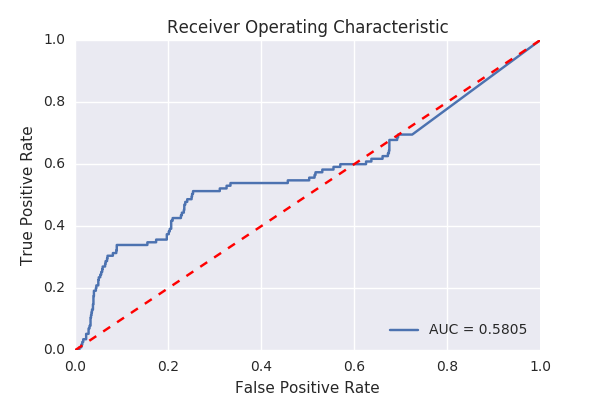 Receiver Operating Characteristic
1.0
0.8
0.6
0.4
0.2
0.0
True Positive Rate
AUC = 0.5805
0.0 0.2 0.4 0.6 0.8 1.0
False Positive Rate